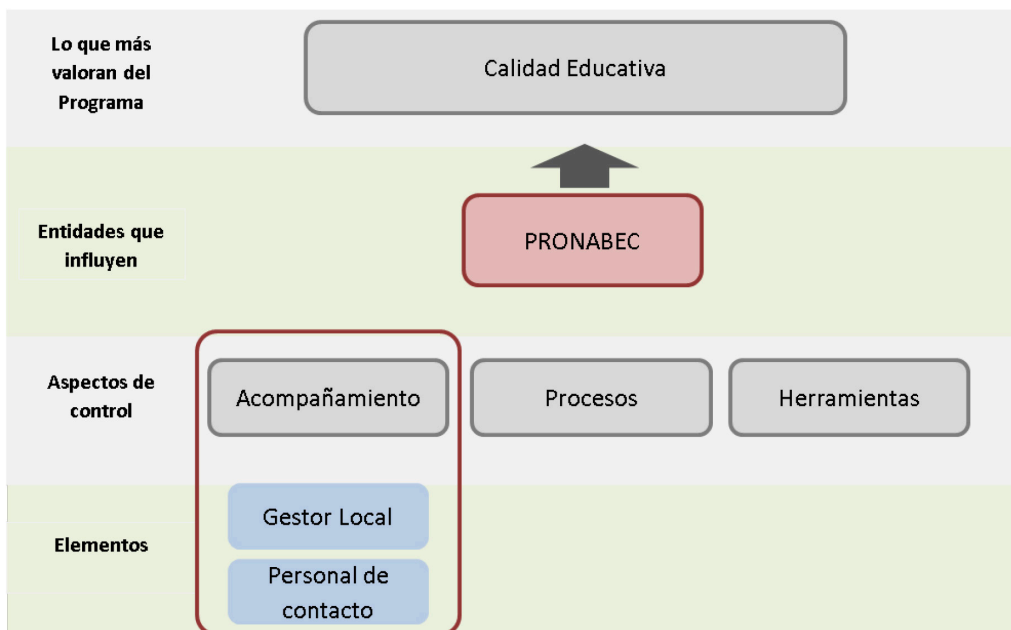 Lo que más
valoran del
Programa
Calidad Educativa
Entidades que
influyen
PRONABEC
Aspectos de
control
Acompañamiento
Procesos
Herramientas
Elementos
Gestor Local
Personal de
contacto